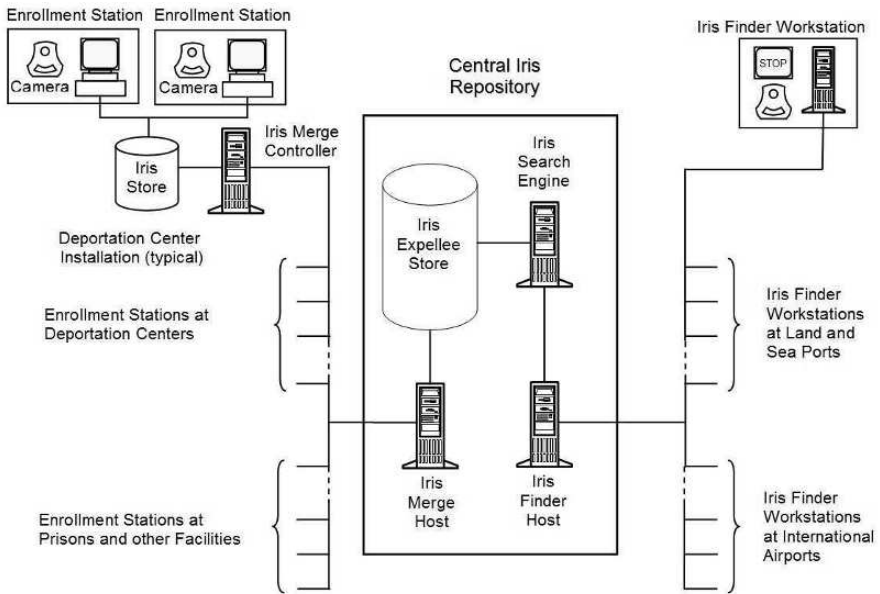 Enrollment Station
Enrollment Station
Camera
Camera
Iris
Store
Iris Merge
Controller
Deportation Center
Installation (typical)
Enrollment Stations at
Deportation Centers
Enrollment Stations at
Prisons and other Facilities
Central Iris
Repository
Iris
Search
Engine
Iris
Expellee
Store
Iris
Merge
Host
Iris
Finder
Host
Iris Finder Workstation
STOP
Iris Finder
Workstations
at Land and
Sea Ports
Iris Finder
Workstations
at International
Airports